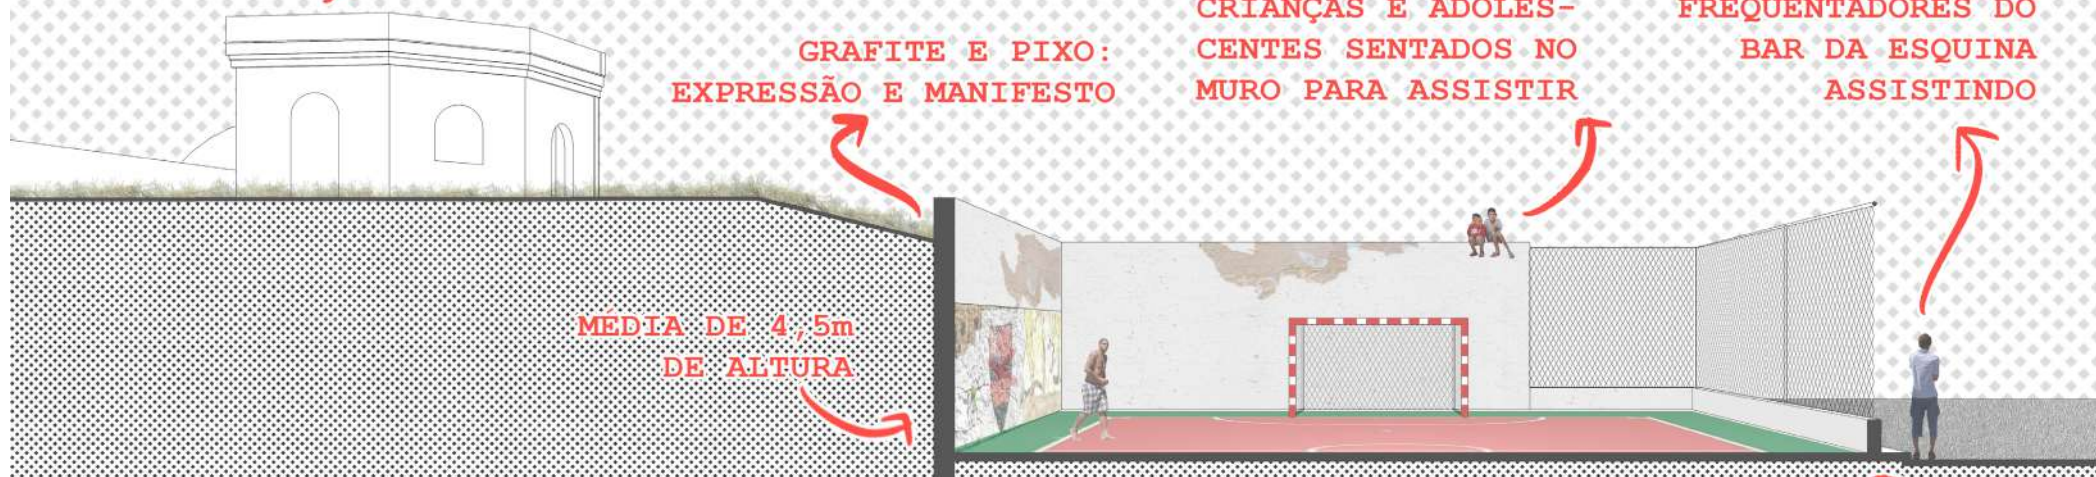 GRAFITE E PIXO:
EXPRESSÃO E MANIFESTO
CRIANÇAS E ADOLES-
CENTES SENTADOS NO
MURO PARA ASSISTIR
FREQUENTADORES DO
BAR DA ESQUINA
ASSISTINDO
MÉDIA DE 4,5m
DE ALTURA